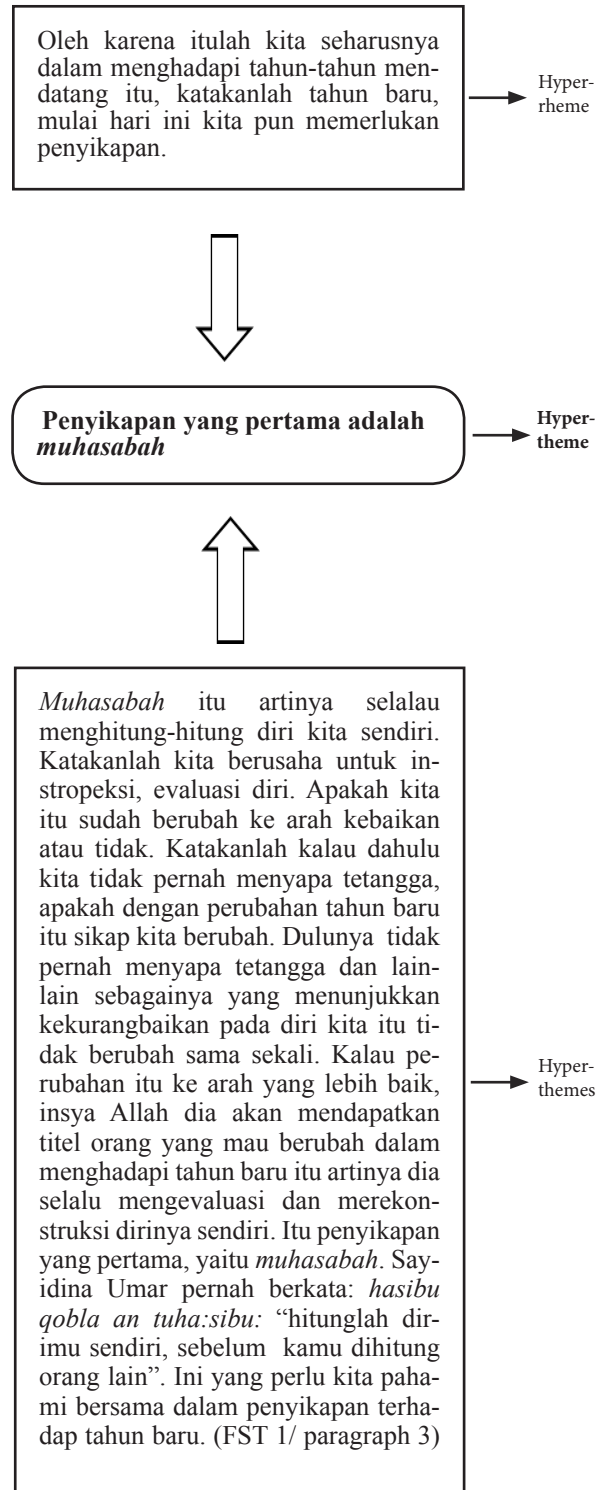 Oleh karena itulah kita seharusnya
dalam menghadapi tahun-tahun men-
datang itu, katakanlah tahun baru,
mulai hari ini kita pun memerlukan
penyikapan.
Hyper-
rheme
Penyikapan yang pertama adalah
muhasabah
Hyper-
theme
Muhasabah itu artinya selalau
menghitung-hitung diri kita sendiri.
Katakanlah kita berusaha untuk in-
stropeksi, evaluasi diri. Apakah kita
itu sudah berubah ke arah kebaikan
atau tidak. Katakanlah kalau dahulu
kita tidak pernah menyapa tetangga,
apakah dengan perubahan tahun baru
itu sikap kita berubah. Dulunya tidak
pernah menyapa tetangga dan lain-
lain sebagainya yang menunjukkan
kekurangbaikan pada diri kita itu ti-
dak berubah sama sekali. Kalau pe-
rubahan itu ke arah yang lebih baik,
insya Allah dia akan mendapatkan
titel orang yang mau berubah dalam
menghadapi tahun baru itu artinya dia
selalu mengevaluasi dan merekon-
struksi dirinya sendiri. Itu penyikapan
yang pertama, yaitu muhasabah. Say-
idina Umar pernah berkata: hasibu
qobla an tuha:sibu: “hitunglah dir-
imu sendiri, sebelum kamu dihitung
orang lain”. Ini yang perlu kita paha-
mi bersama dalam penyikapan terha-
dap tahun baru. (FST 1/ paragraph 3)
Hyper-
themes